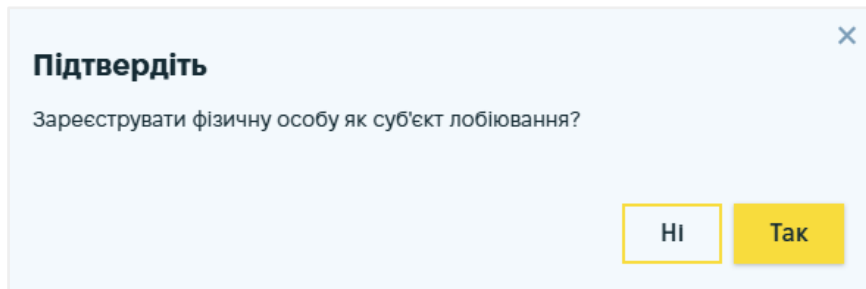 Підтвердіть
Зареєструвати фізичну особу як суб'єкт лобіювання?
Ні
Так